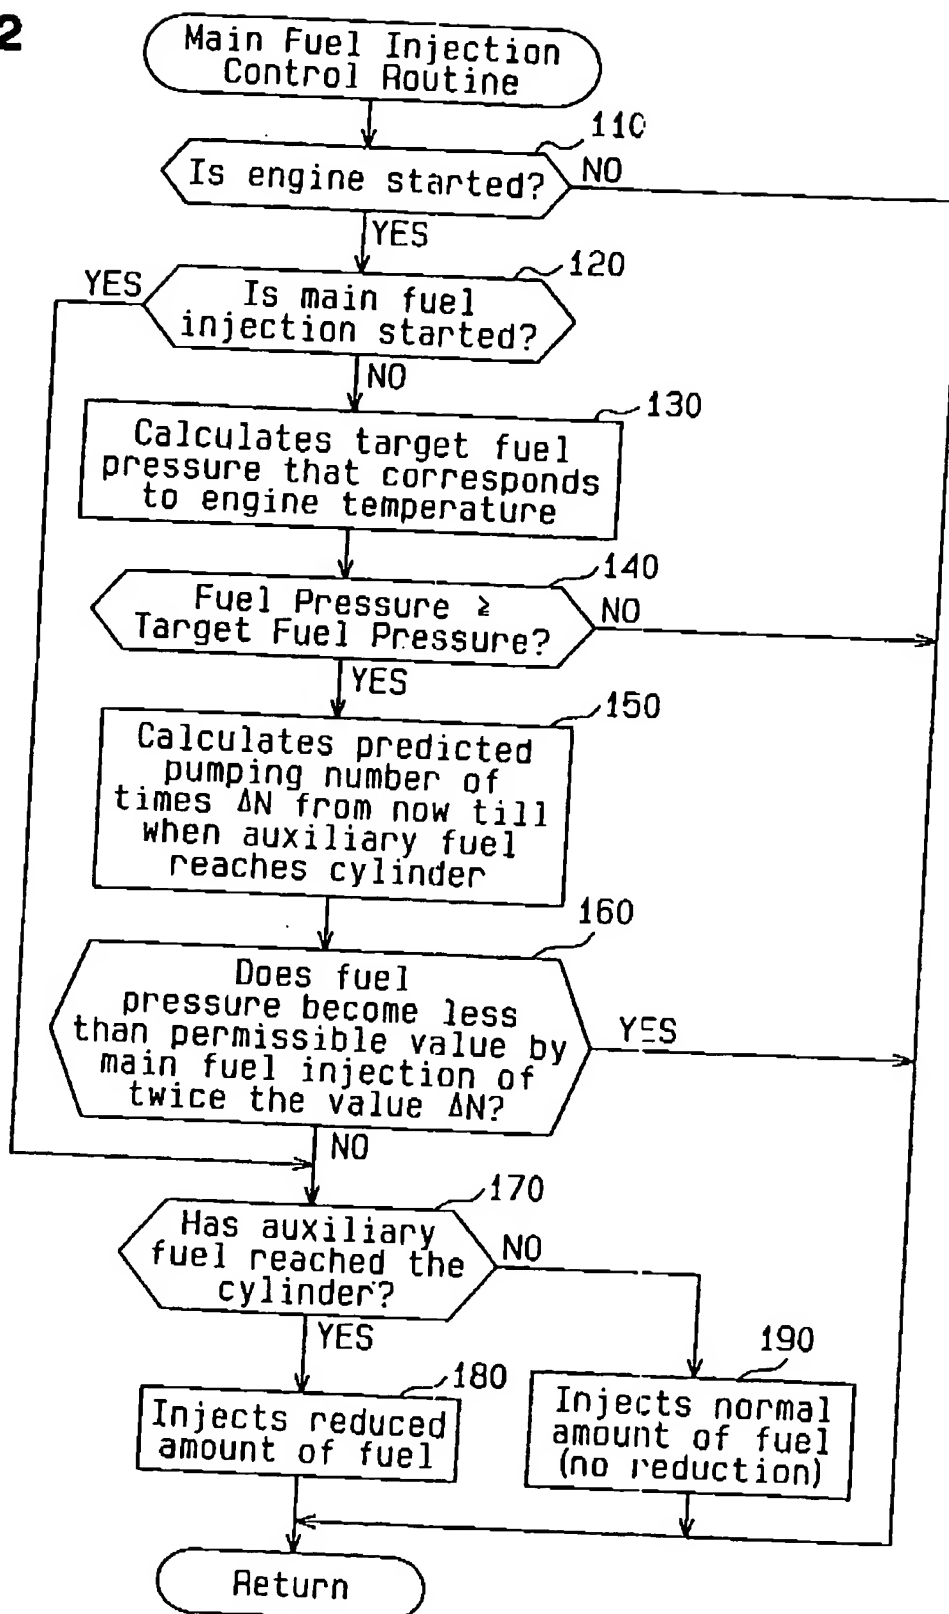 2
Main Fuel Injection
Control Routine
110
Is engine started?
NO
YES
120
YES
Is main fuel
injection started?
NO
130
Calculates target fuel
pressure that corresponds
to engine temperature
140
Fuel Pressure ≥
Target Fuel Pressure?
NO
YES
150
Calculates predicted
pumping number of
times ΔN from now till
when auxiliary fuel
reaches cylinder
160
Does fuel
pressure become less
than permissible value by
main fuel injection of
twice the value ΔN?
YES
NO
170
Has auxiliary
fuel reached the
cylinder?
NO
YES
180
Injects reduced
amount of fuel
190
Injects normal
amount of fuel
(no reduction)
Return